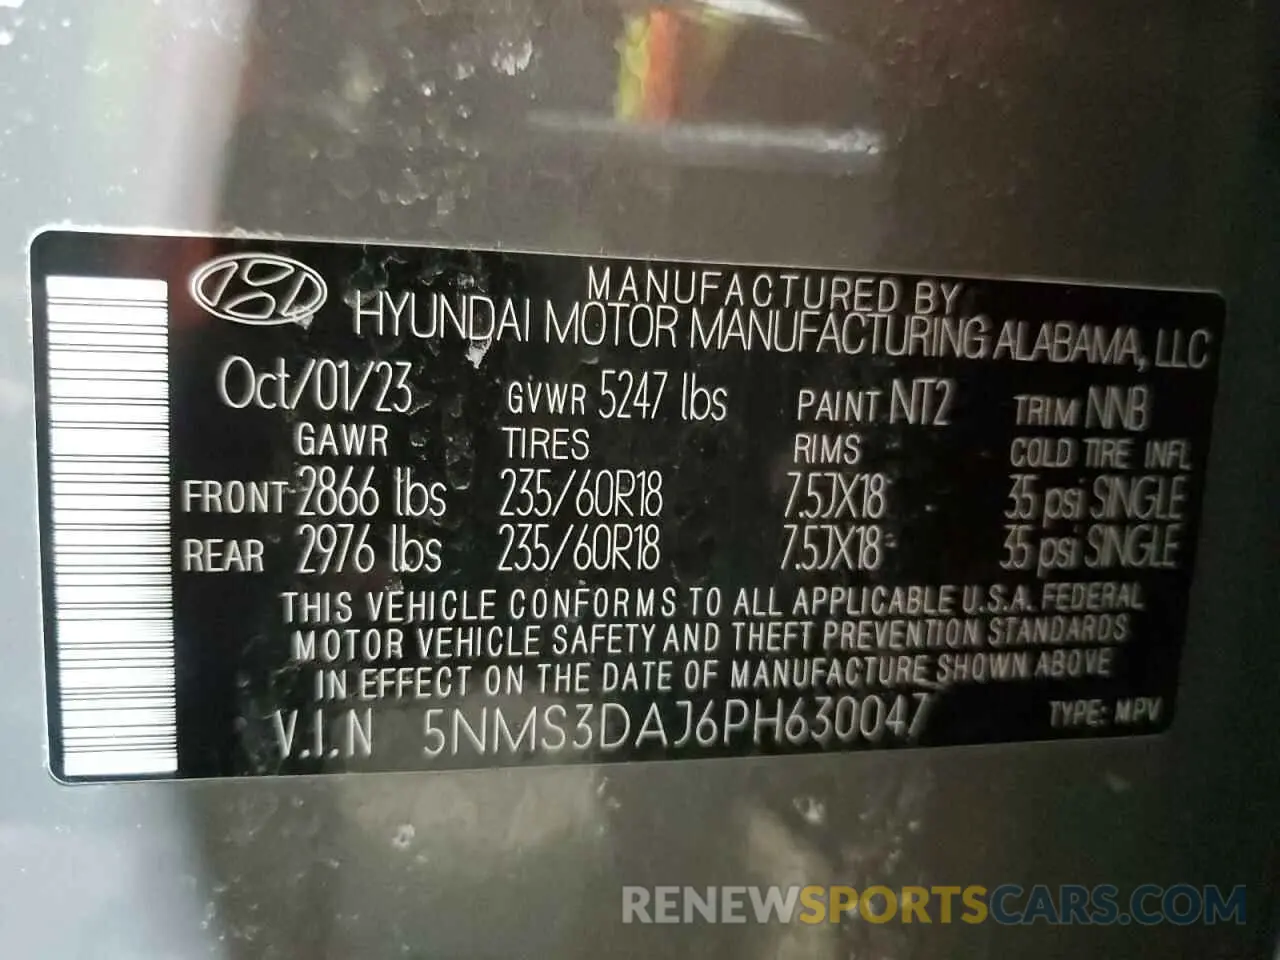 MANUFACTURED BY
HYUNDAI MOTOR MANUFACTURING ALABAMA, LLC
Oct/01/23 GVWR 5247 lbs PAINT NT2 TRIM NNB
GAWR TIRES RIMS COLD TIRE INFL
FRONT 2866 lbs 235/60R18 7.5JX18 35 psi SINGLE
REAR 2976 lbs 235/60R18 7.5JX18 35 psi SINGLE
THIS VEHICLE CONFORMS TO ALL APPLICABLE U.S.A. FEDERAL
MOTOR VEHICLE SAFETY AND THEFT PREVENTION STANDARDS
IN EFFECT ON THE DATE OF MANUFACTURE SHOWN ABOVE
V.I.N 5NMS3DAJ6PH630047 TYPE: MPV
RENEWSPORTSCARS.COM